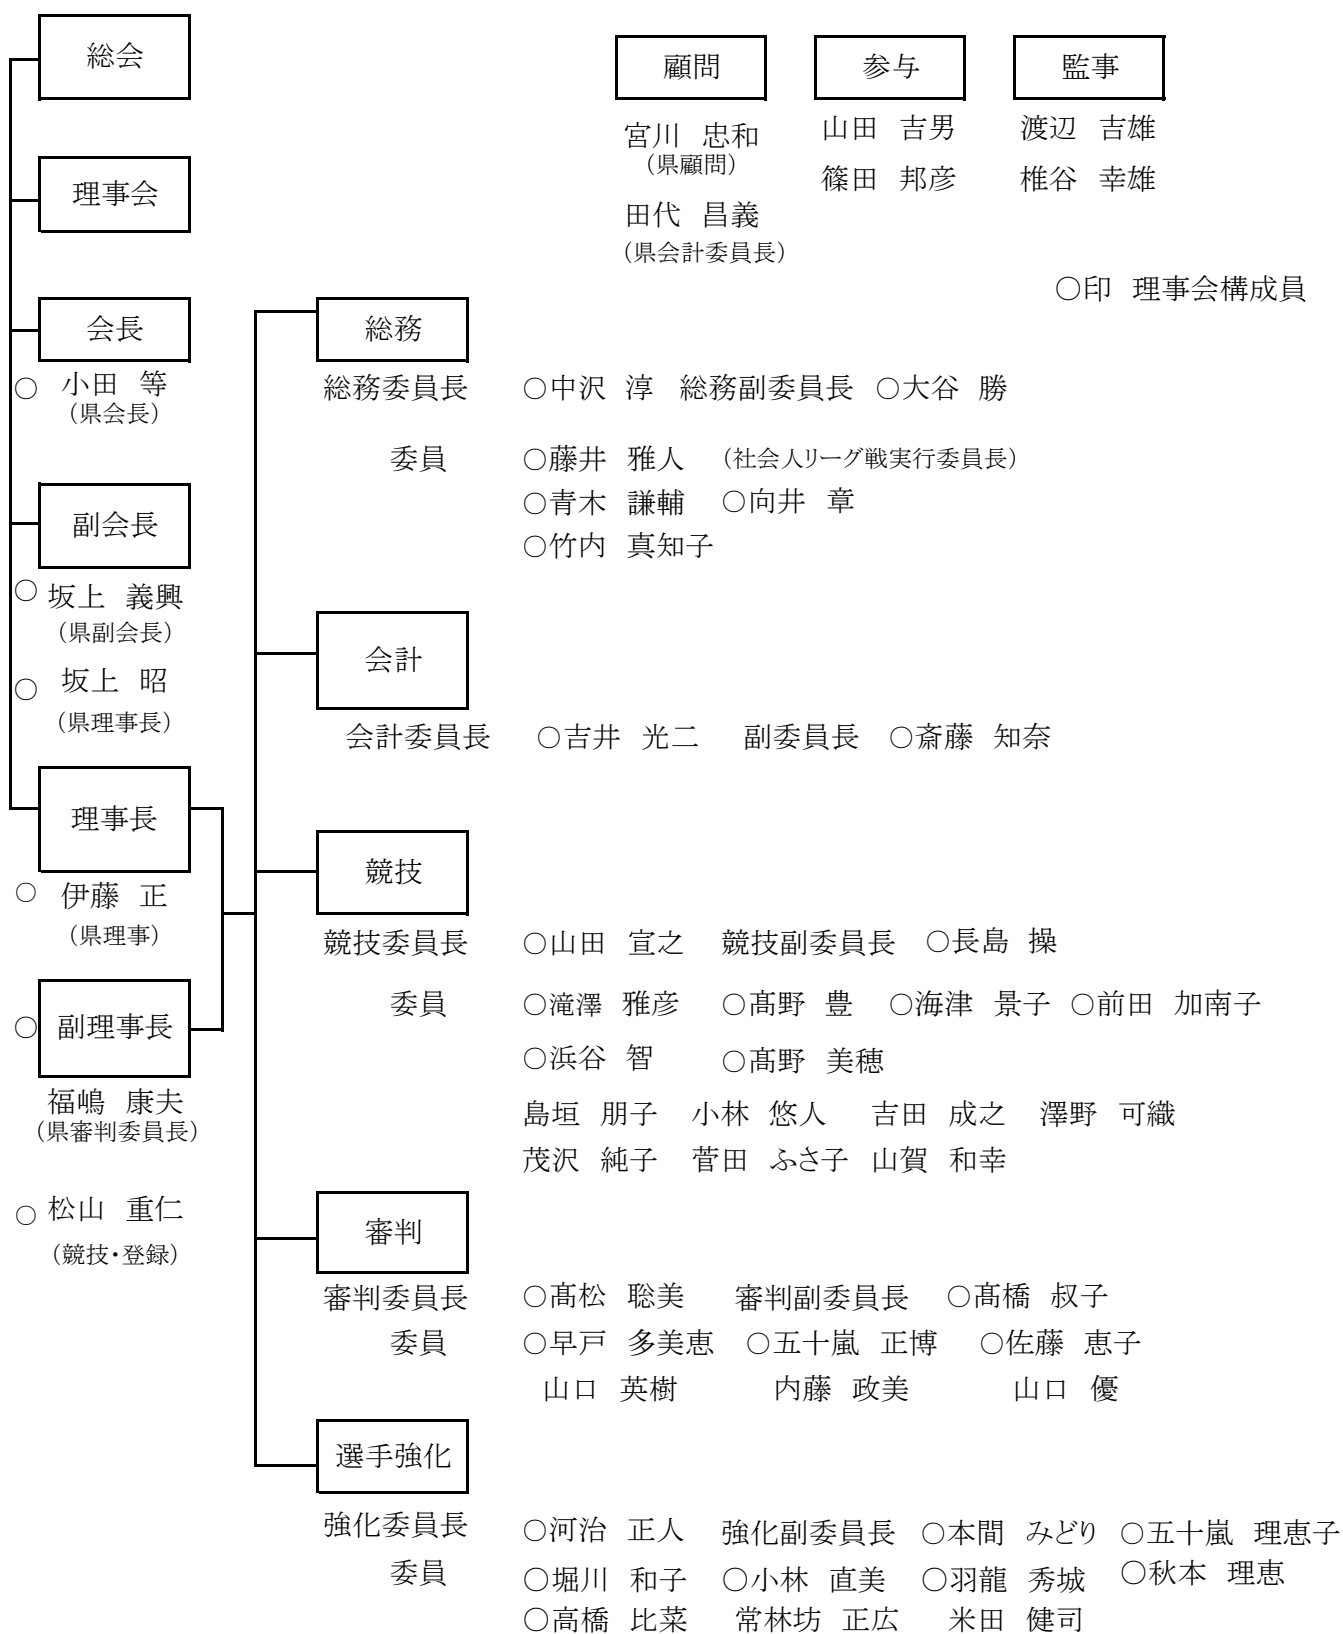 総会
顧問 参与 監事
宮川 忠和 山田 吉男 渡辺 吉雄
(県顧問)
理事会 篠田 邦彦 椎谷 幸雄
田代 昌義
(県会計委員長)
○印 理事会構成員
会長
○ 小田 等
(県会長)
副会長
○ 坂上 義興
(県副会長)
○ 坂上 昭
(県理事長)
理事長
○ 伊藤 正
(県理事)
○ 副理事長
福嶋 康夫
(県審判委員長)
○ 松山 重仁
(競技・登録)
総務
総務委員長 ○中沢 淳 総務副委員長 ○大谷 勝
委員 ○藤井 雅人 (社会人リーグ戦実行委員長)
○青木 謙輔 ○向井 章
○竹内 真知子
会計
会計委員長 ○吉井 光二 副委員長 ○斎藤 知奈
競技
競技委員長 ○山田 宣之 競技副委員長 ○長島 操
委員 ○滝澤 雅彦 ○髙野 豊 ○海津 景子 ○前田 加南子
○浜谷 智 ○髙野 美穂
島垣 朋子 小林 悠人 吉田 成之 澤野 可織
茂沢 純子 菅田 ふさ子 山賀 和幸
審判
審判委員長 ○髙松 聡美 審判副委員長 ○髙橋 叔子
委員 ○早戸 多美恵 ○五十嵐 正博 ○佐藤 恵子
山口 英樹 内藤 政美 山口 優
選手強化
強化委員長 ○河治 正人 強化副委員長 ○本間 みどり ○五十嵐 理恵子
委員 ○堀川 和子 ○小林 直美 ○羽龍 秀城 ○秋本 理恵
○高橋 比菜 常林坊 正広 米田 健司